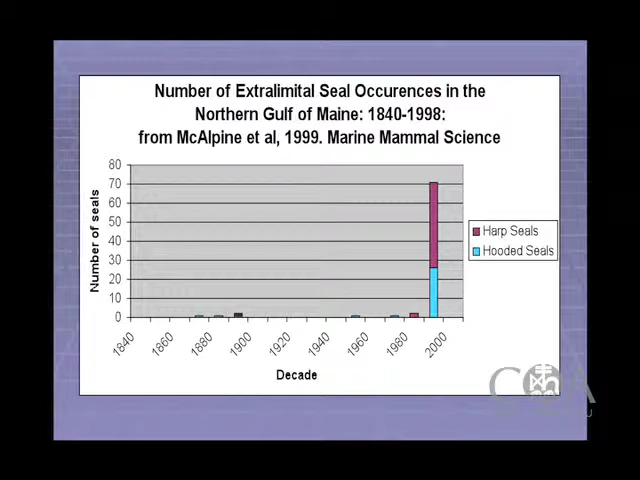 Number of Extralimital Seal Occurences in the
Northern Gulf of Maine: 1840-1998:
from McAlpine et al, 1999. Marine Mammal Science
Number of seals
80
70
60
50
40
30
20
10
0
1840
1860
1880
1900
1920
1940
1960
1980
2000
Decade
Harp Seals
Hooded Seals